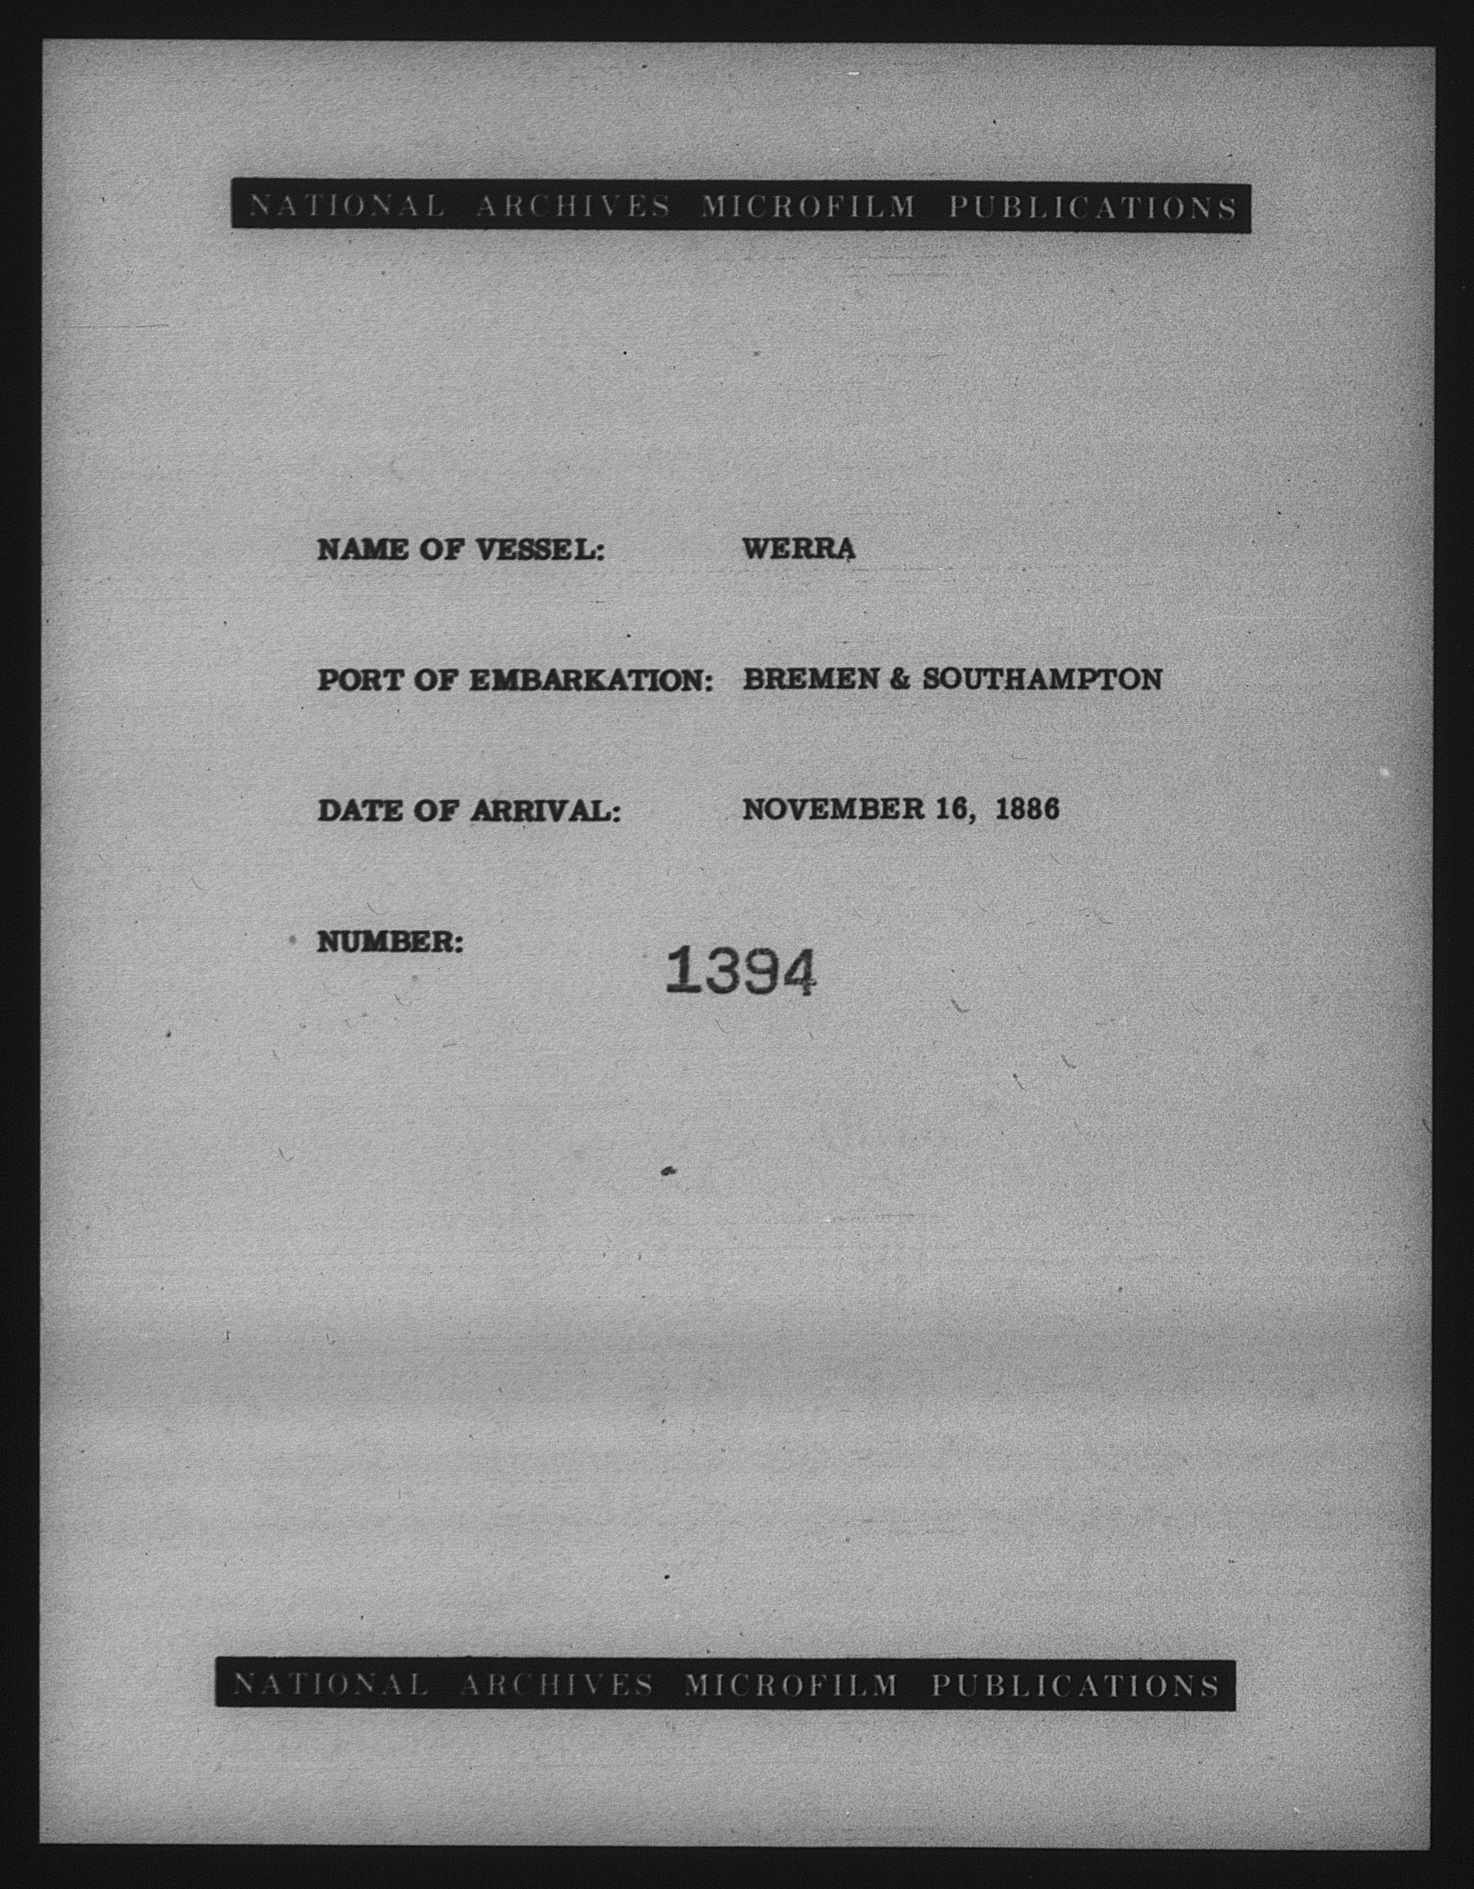 NATIONAL ARCHIVES MICROFILM PUBLICATIONS
NAME OF VESSEL: WERRA
PORT OF EMBARKATION: BREMEN & SOUTHAMPTON
DATE OF ARRIVAL: NOVEMBER 16, 1886
NUMBER: 1394
NATIONAL ARCHIVES MICROFILM PUBLICATIONS